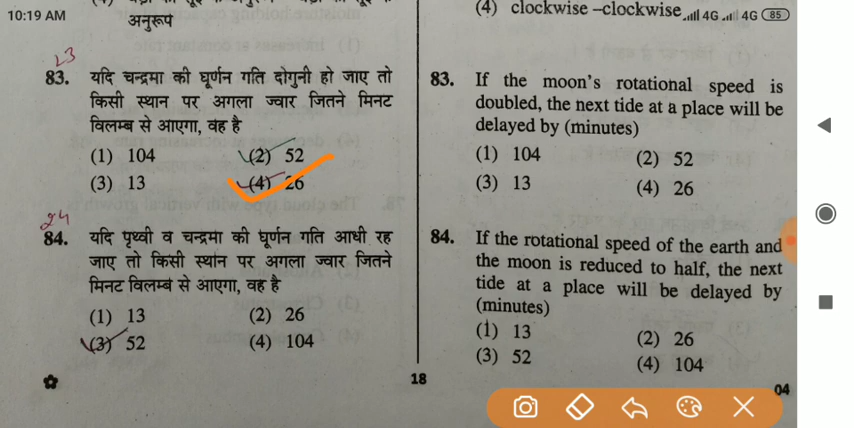 10:19 AM
4G 4G 85
अनुरूप
23
83. यदि चन्द्रमा की घूर्णन गति दोगुनी हो जाए तो
किसी स्थान पर अगला ज्वार जितने मिनट
विलम्ब से आएगा, वह है
(1) 104 (2) 52
(3) 13 (4) 26
24
84. यदि पृथ्वी व चन्द्रमा की घूर्णन गति आधी रह
जाए तो किसी स्थान पर अगला ज्वार जितने
मिनट विलम्ब से आएगा, वह है
(1) 13 (2) 26
(3) 52 (4) 104
(4) clockwise –clockwise
83. If the moon's rotational speed is
doubled, the next tide at a place will be
delayed by (minutes)
(1) 104 (2) 52
(3) 13 (4) 26
84. If the rotational speed of the earth and
the moon is reduced to half, the next
tide at a place will be delayed by
(minutes)
(1) 13 (2) 26
(3) 52 (4) 104
18
04